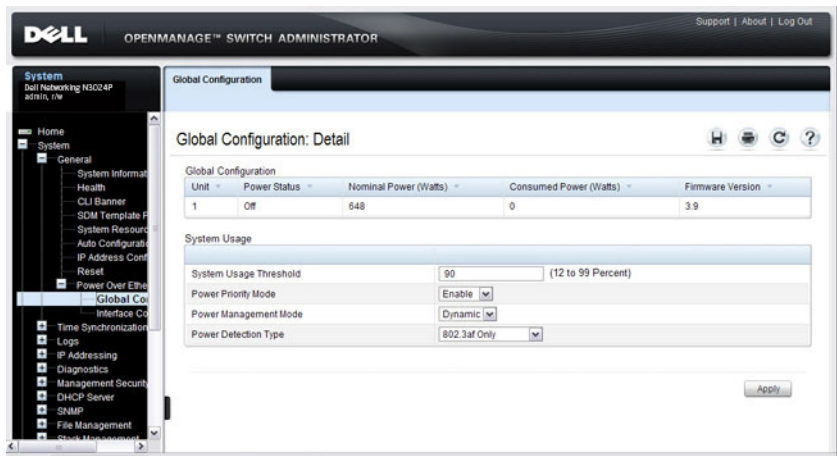 Support | About | Log Out
DELL OPENMANAGE™ SWITCH ADMINISTRATOR
System
Dell Networking N3024P
admin, r/w
Global Configuration
Home
System
General
System Informat
Health
CLI Banner
SDM Template P
System Resourc
Auto Configuratio
IP Address Conf
Reset
Power Over Ethe
Global Co
Interface Co
Time Synchronization
Logs
IP Addressing
Diagnostics
Management Security
DHCP Server
SNMP
File Management
Stack Management
Global Configuration: Detail
Global Configuration
Unit Power Status Nominal Power (Watts) Consumed Power (Watts) Firmware Version
1 Off 648 0 3.9
System Usage
System Usage Threshold 90 (12 to 99 Percent)
Power Priority Mode Enable
Power Management Mode Dynamic
Power Detection Type 802.3af Only
Apply